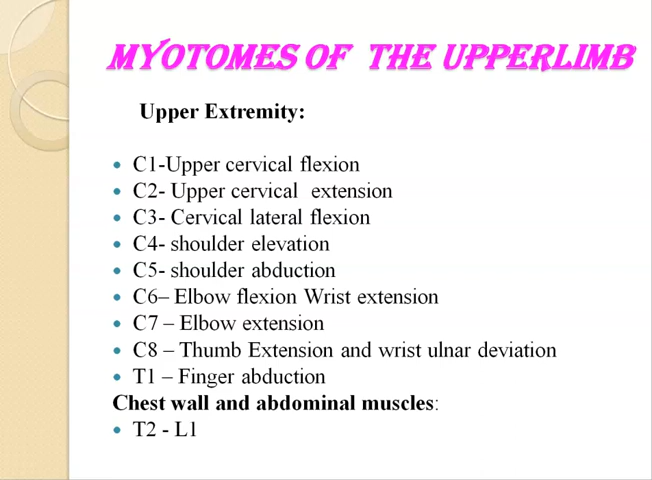 MYOTOMES OF THE UPPERLIMB
Upper Extremity:
• C1-Upper cervical flexion
• C2- Upper cervical extension
• C3- Cervical lateral flexion
• C4- shoulder elevation
• C5- shoulder abduction
• C6– Elbow flexion Wrist extension
• C7 – Elbow extension
• C8 – Thumb Extension and wrist ulnar deviation
• T1 – Finger abduction
Chest wall and abdominal muscles:
• T2 - L1